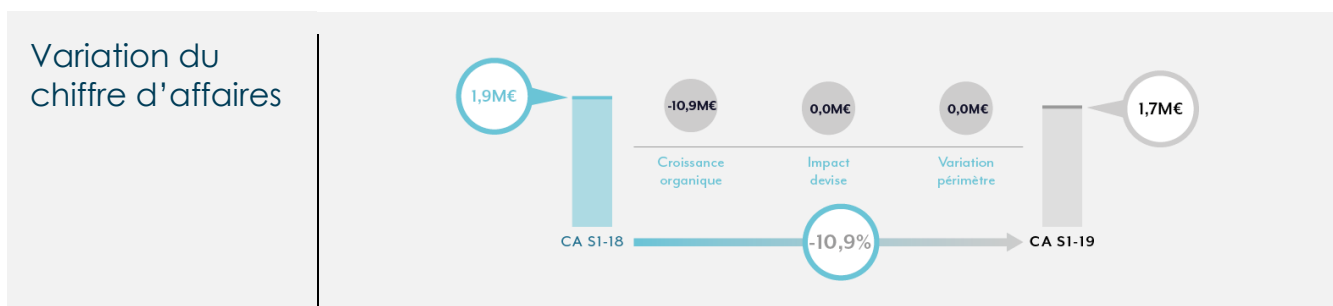 Variation du
chiffre d'affaires
1,9M€
-10,9M€
0,0M€
0,0M€
1,7M€
Croissance
organique
Impact
devise
Variation
périmètre
CA S1-18
-10,9%
CA S1-19